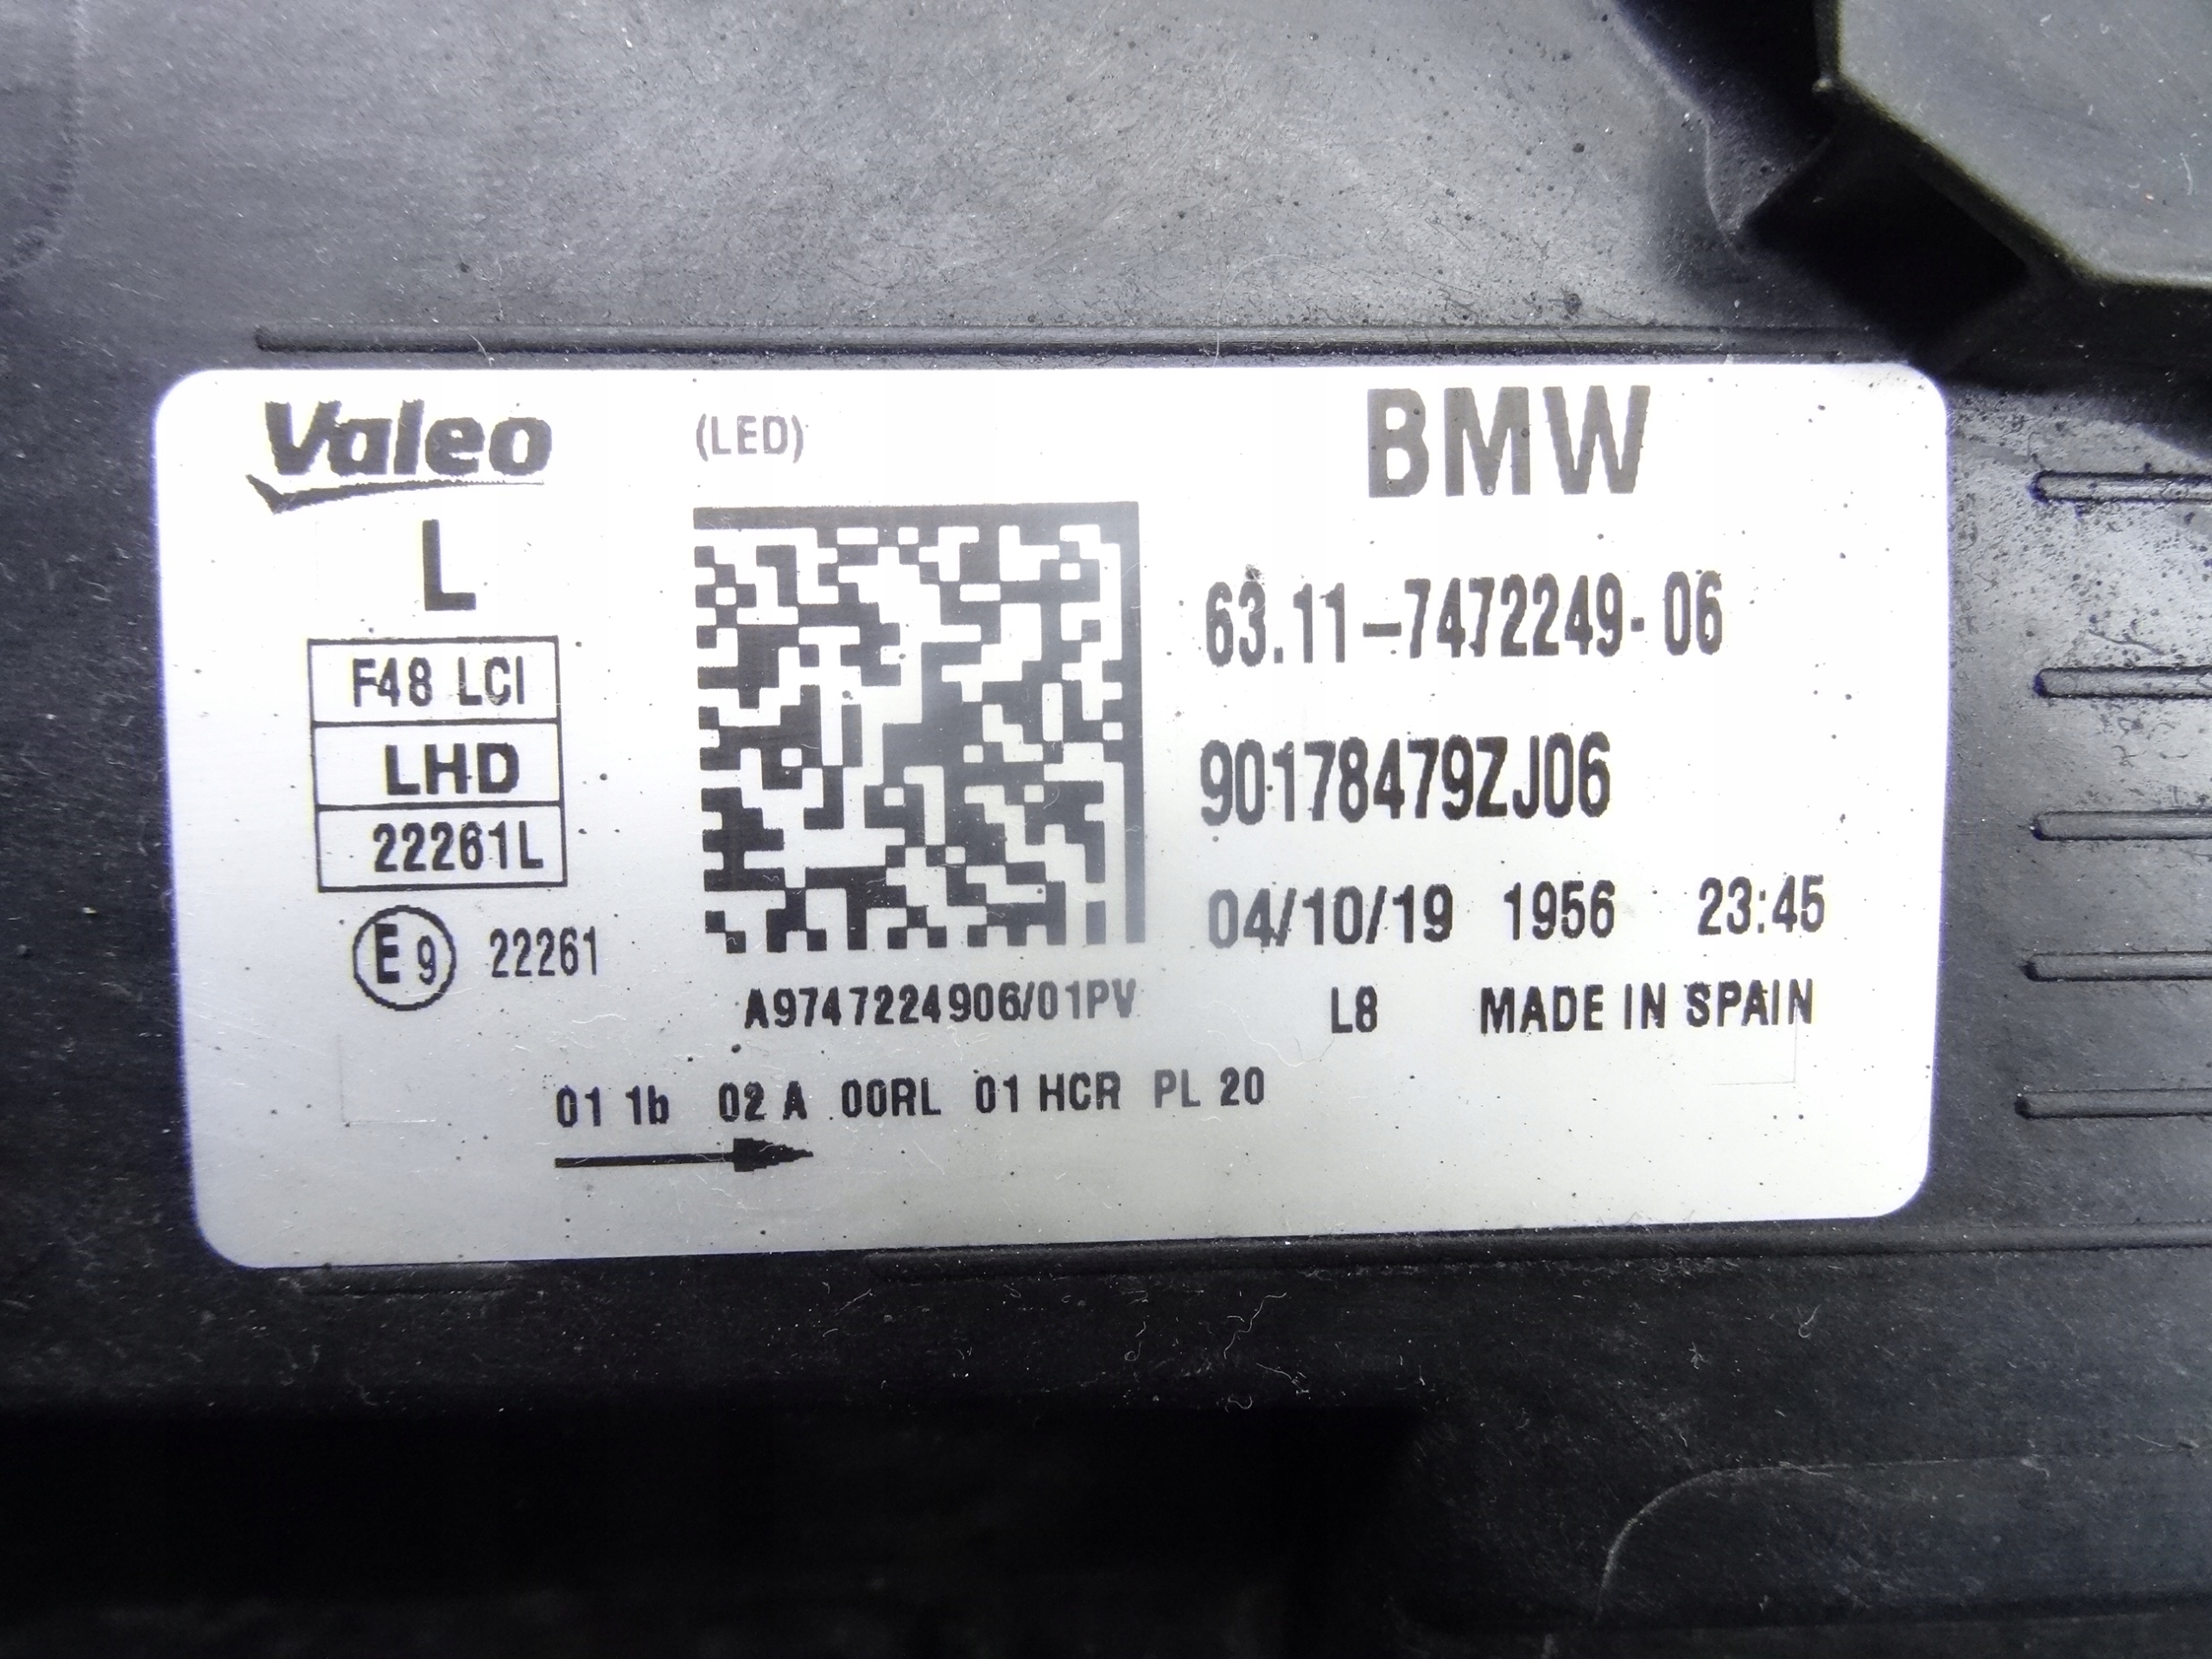 Valeo (LED) BMW
L
F48 LCI
LHD
22261L
E9 22261
63.11-7472249-06
90178479ZJ06
04/10/19 1956 23:45
A9747224906/01PV L8 MADE IN SPAIN
01 1b 02 A 00RL 01 HCR PL 20